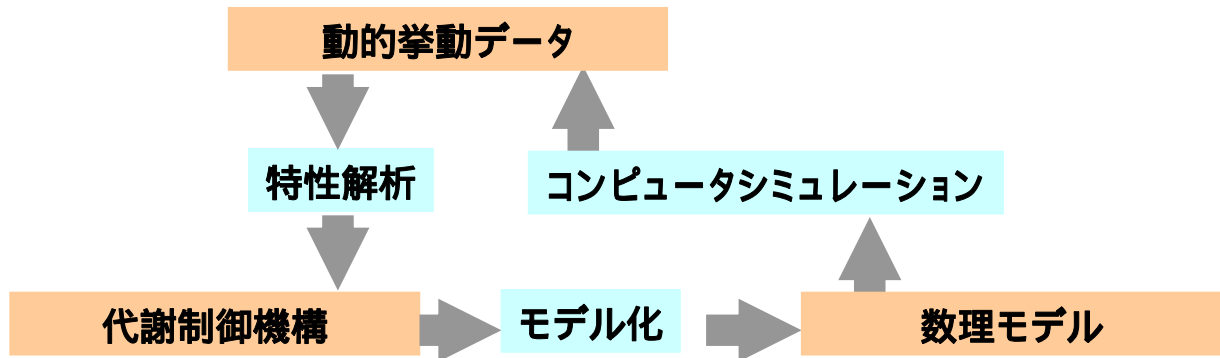 動的挙動データ
特性解析
コンピュータシミュレーション
代謝制御機構
モデル化
数理モデル